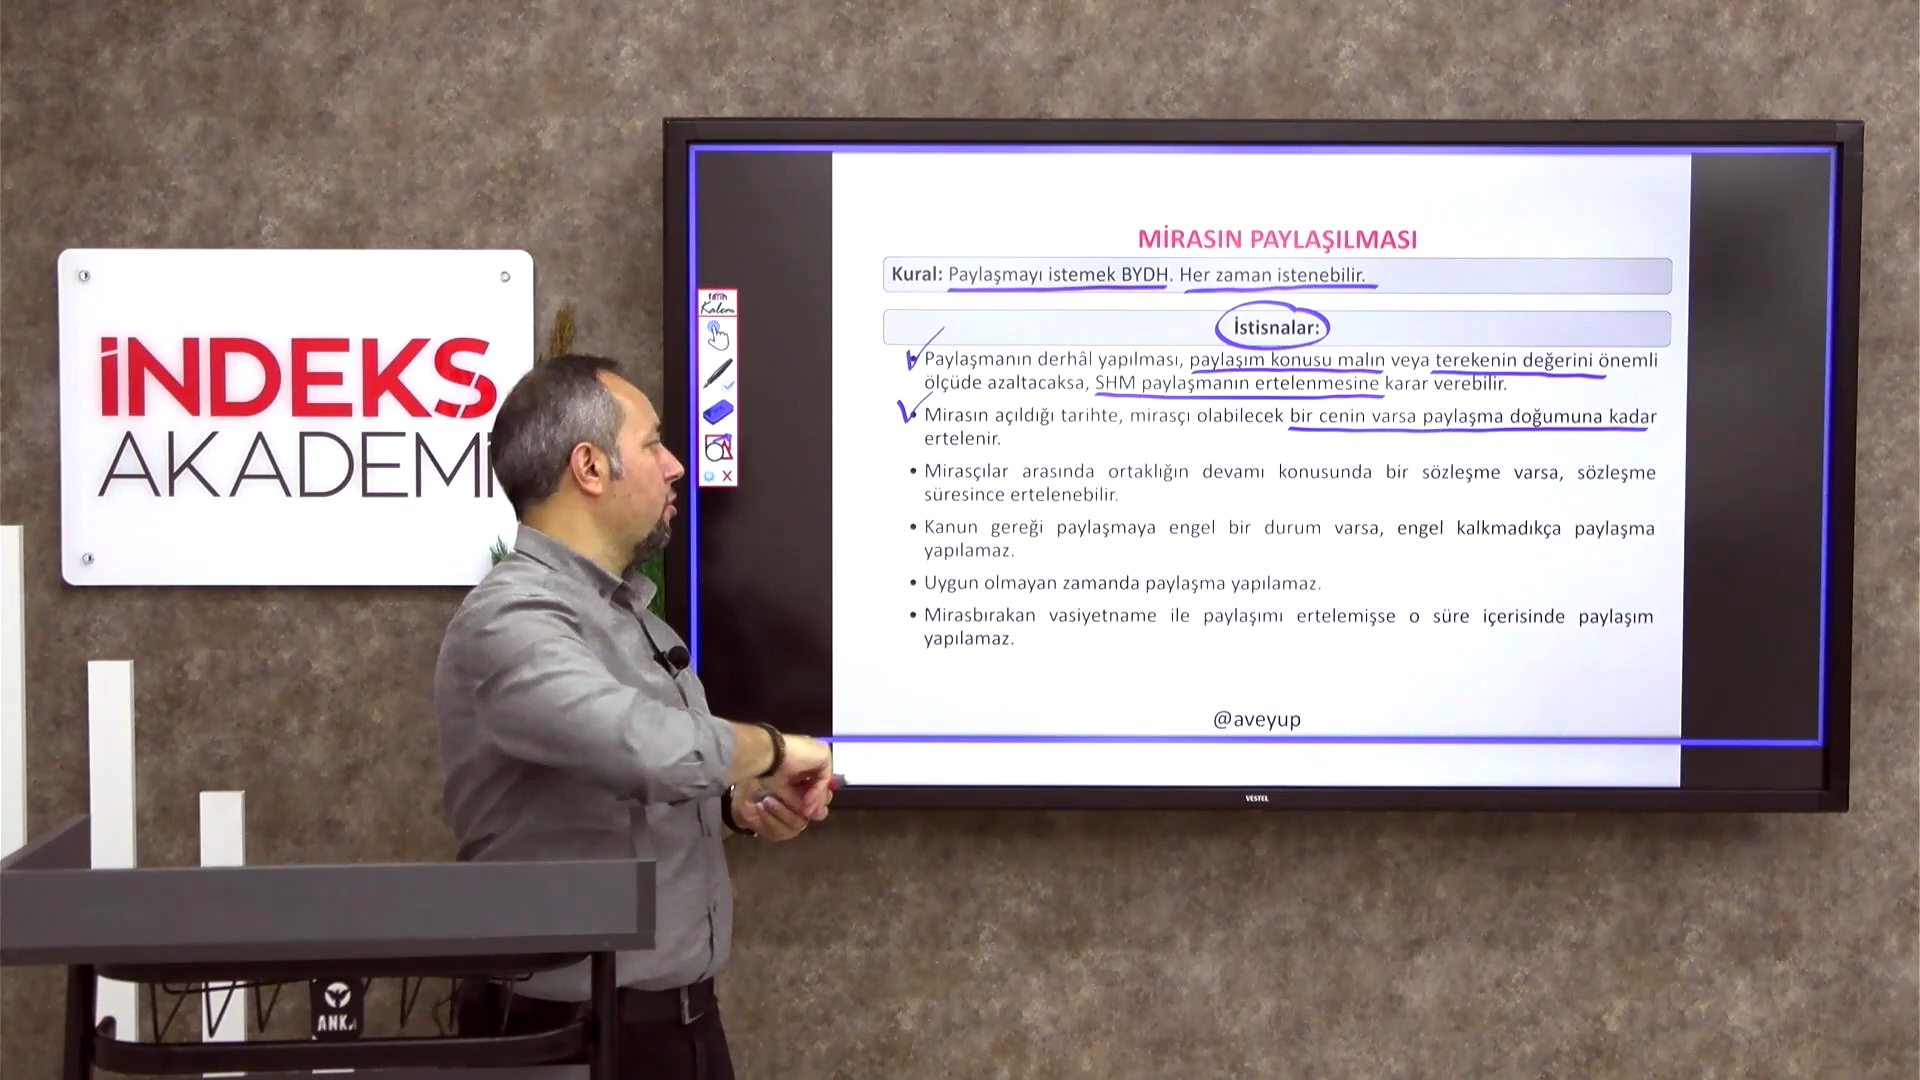 İNDEKS
AKADEMİ
fatih
Kalem
MİRASIN PAYLAŞILMASI
Kural: Paylaşmayı istemek BYDH. Her zaman istenebilir.
İstisnalar:
Paylaşmanın derhâl yapılması, paylaşım konusu malın veya terekenin değerini önemli
ölçüde azaltacaksa, SHM paylaşmanın ertelenmesine karar verebilir.
• Mirasın açıldığı tarihte, mirasçı olabilecek bir cenin varsa paylaşma doğumuna kadar
ertelenir.
• Mirasçılar arasında ortaklığın devamı konusunda bir sözleşme varsa, sözleşme
süresince ertelenebilir.
• Kanun gereği paylaşmaya engel bir durum varsa, engel kalkmadıkça paylaşma
yapılamaz.
• Uygun olmayan zamanda paylaşma yapılamaz.
• Mirasbırakan vasiyetname ile paylaşımı ertelemişse o süre içerisinde paylaşım
yapılamaz.
@aveyup
VESTEL
ANKA